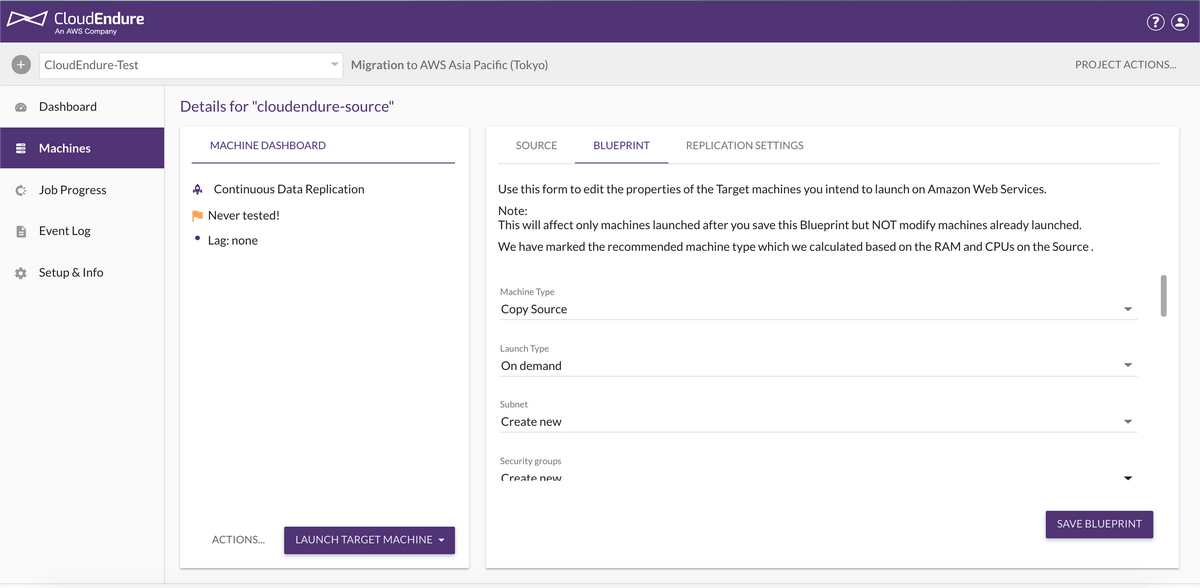 CloudEndure
An AWS Company
?
+
CloudEndure-Test
Migration to AWS Asia Pacific (Tokyo)
PROJECT ACTIONS...
Dashboard
Machines
Job Progress
Event Log
Setup & Info
Details for "cloudendure-source"
MACHINE DASHBOARD
Continuous Data Replication
Never tested!
Lag: none
ACTIONS...
LAUNCH TARGET MACHINE
SOURCE
BLUEPRINT
REPLICATION SETTINGS
Use this form to edit the properties of the Target machines you intend to launch on Amazon Web Services.
Note:
This will affect only machines launched after you save this Blueprint but NOT modify machines already launched.
We have marked the recommended machine type which we calculated based on the RAM and CPUs on the Source .
Machine Type
Copy Source
Launch Type
On demand
Subnet
Create new
Security groups
Create new
SAVE BLUEPRINT